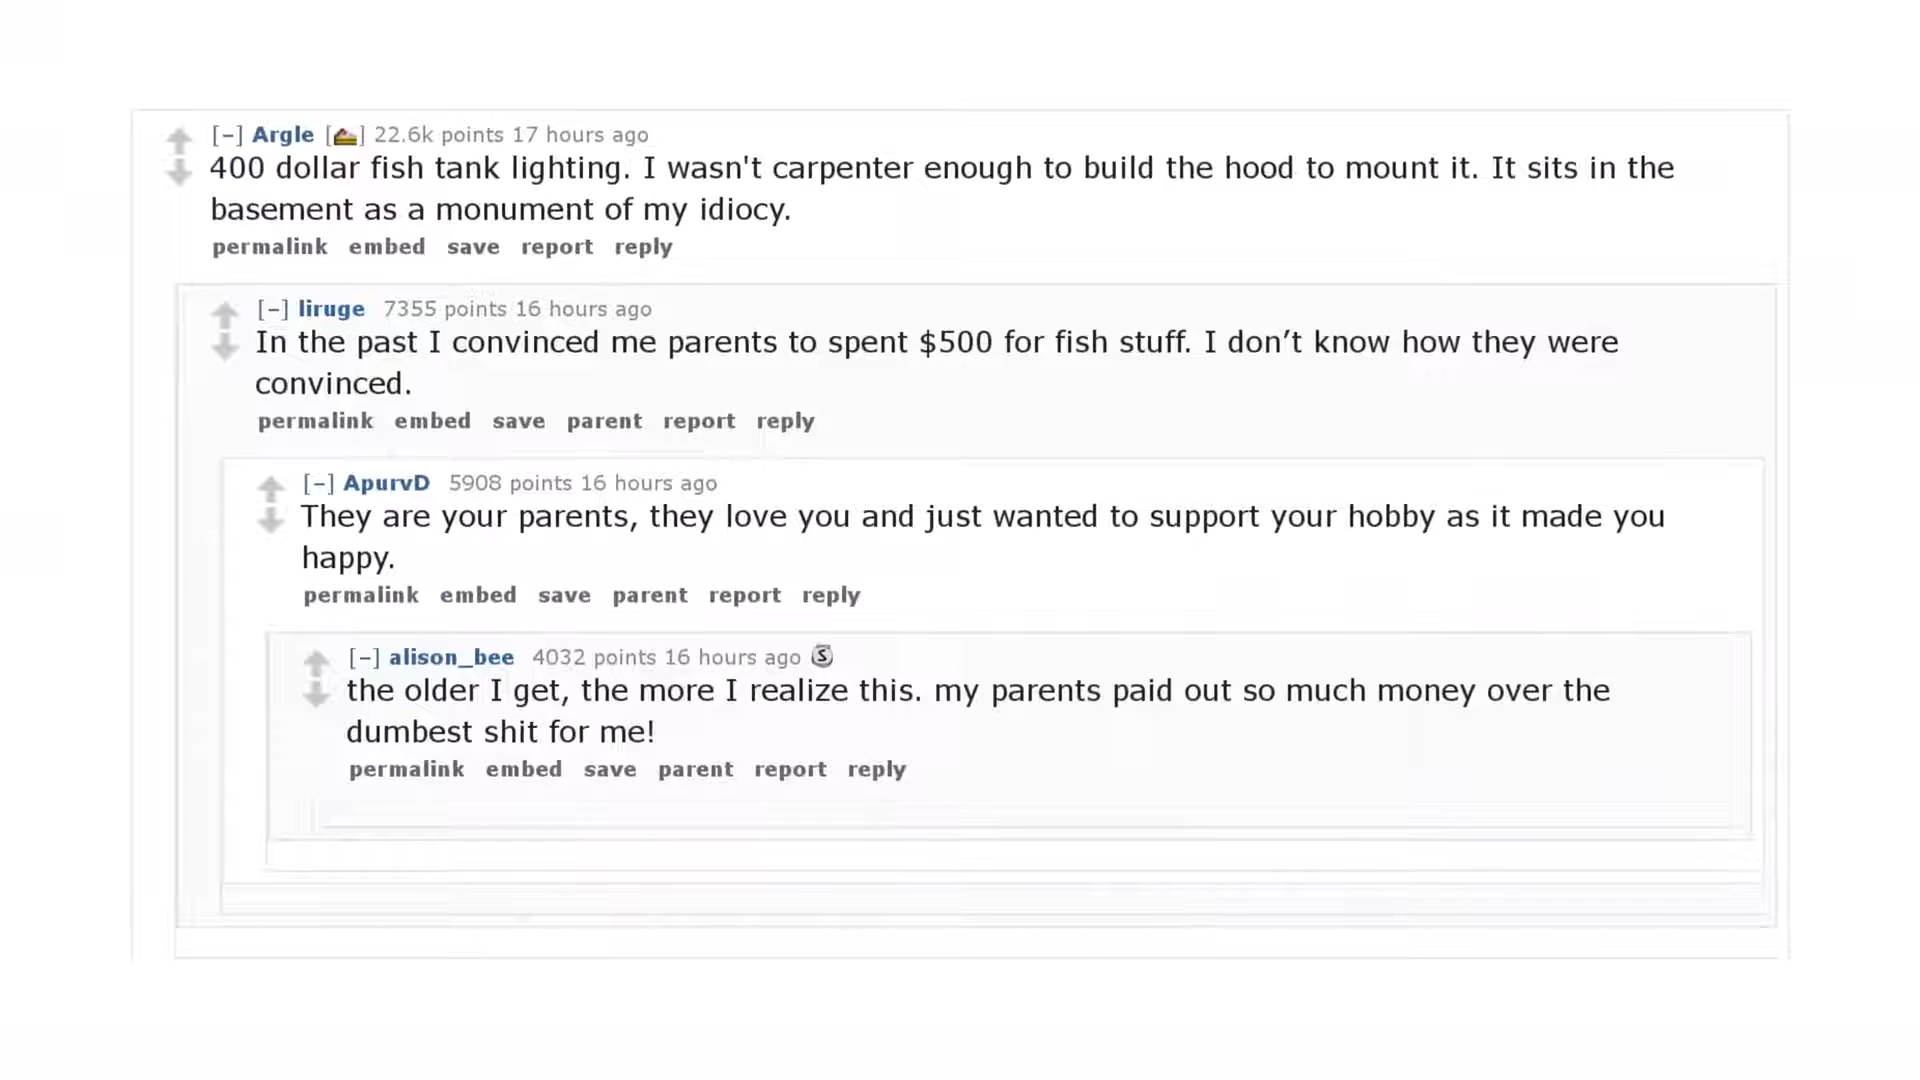 [–] Argle [🍰] 22.6k points 17 hours ago
400 dollar fish tank lighting. I wasn't carpenter enough to build the hood to mount it. It sits in the
basement as a monument of my idiocy.
permalink embed save report reply
[–] liruge 7355 points 16 hours ago
In the past I convinced me parents to spent $500 for fish stuff. I don’t know how they were
convinced.
permalink embed save parent report reply
[–] ApurvD 5908 points 16 hours ago
They are your parents, they love you and just wanted to support your hobby as it made you
happy.
permalink embed save parent report reply
[–] alison_bee 4032 points 16 hours ago S
the older I get, the more I realize this. my parents paid out so much money over the
dumbest shit for me!
permalink embed save parent report reply